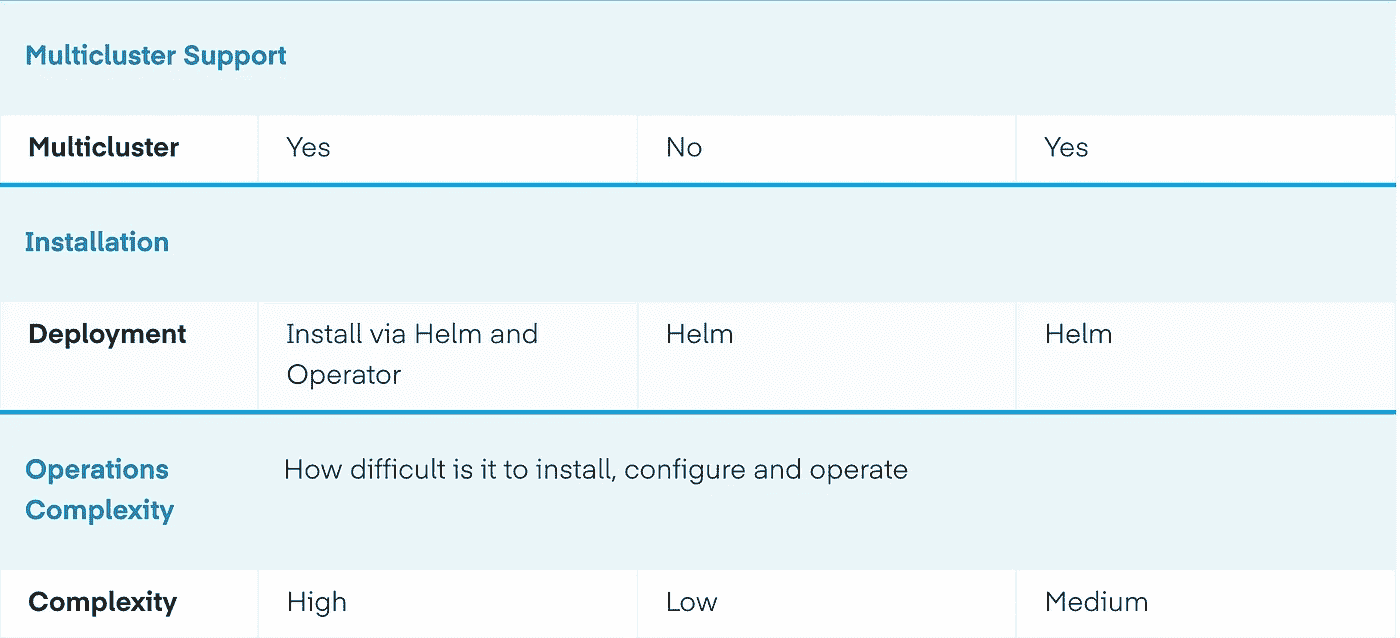 Multicluster Support
Multicluster Yes No Yes
Installation
Deployment Install via Helm and Helm Helm
Operator
Operations How difficult is it to install, configure and operate
Complexity
Complexity High Low Medium